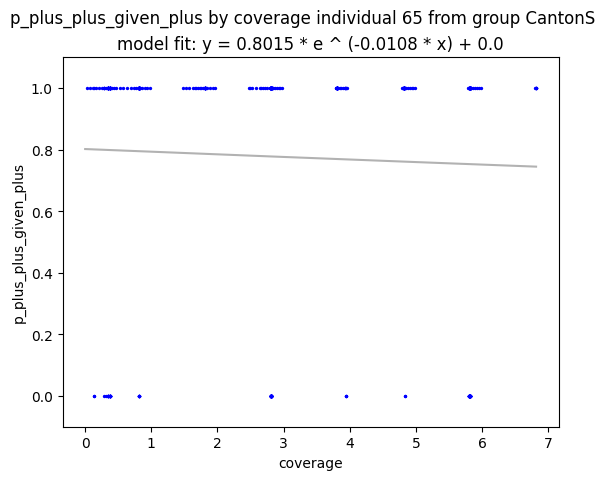 p_plus_plus_given_plus by coverage individual 65 from group CantonS
model fit: y = 0.8015 * e ^ (-0.0108 * x) + 0.0
1.0
0.8
0.6
0.4
0.2
0.0
p_plus_plus_given_plus
0 1 2 3 4 5 6 7
coverage